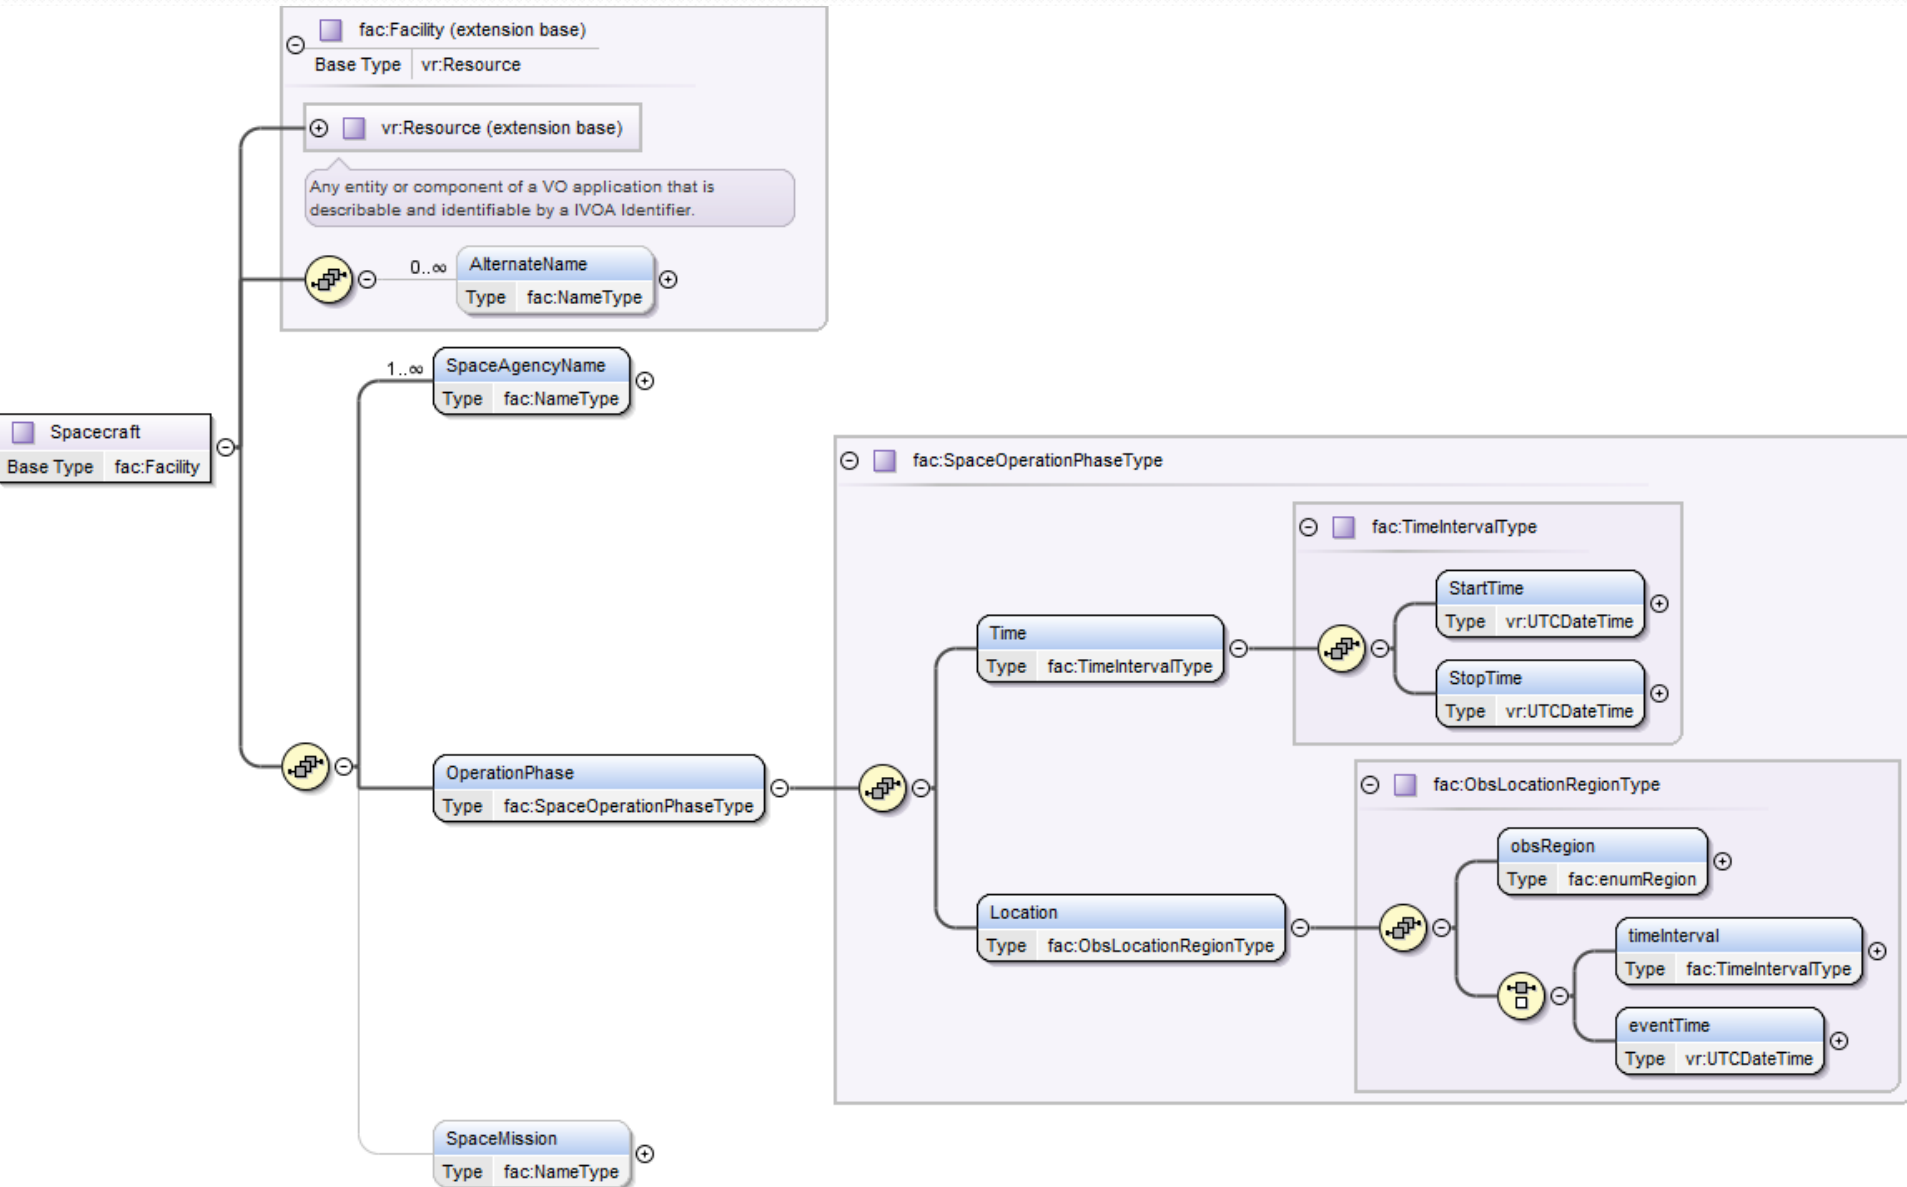 fac:Facility (extension base)
Base Type vr:Resource
vr:Resource (extension base)
Any entity or component of a VO application that is
describable and identifiable by a IVOA Identifier.
0..∞
AlternateName
Type fac:NameType
1..∞
SpaceAgencyName
Type fac:NameType
Spacecraft
Base Type fac:Facility
fac:SpaceOperationPhaseType
fac:TimeIntervalType
StartTime
Type vr:UTCDateTime
Time
Type fac:TimeIntervalType
StopTime
Type vr:UTCDateTime
OperationPhase
Type fac:SpaceOperationPhaseType
fac:ObsLocationRegionType
obsRegion
Type fac:enumRegion
Location
Type fac:ObsLocationRegionType
timeInterval
Type fac:TimeIntervalType
eventTime
Type vr:UTCDateTime
SpaceMission
Type fac:NameType